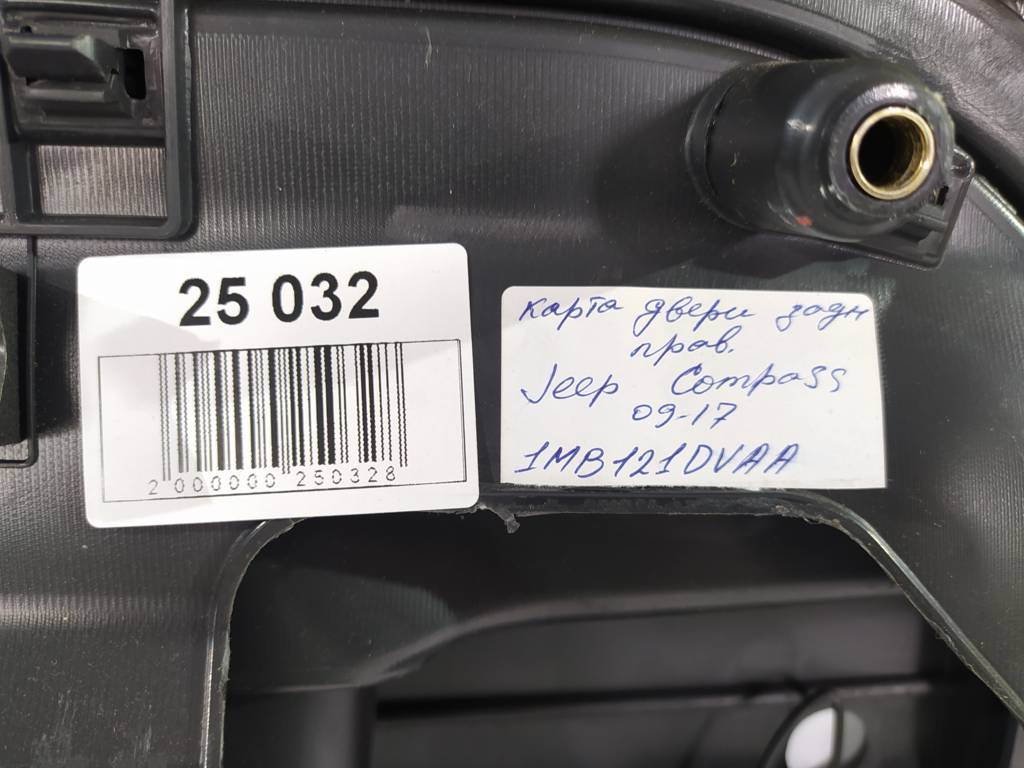 25 032
2 000000 250328
карта двери задн
прав.
Jeep Compass
09-17
1MB121DVAA